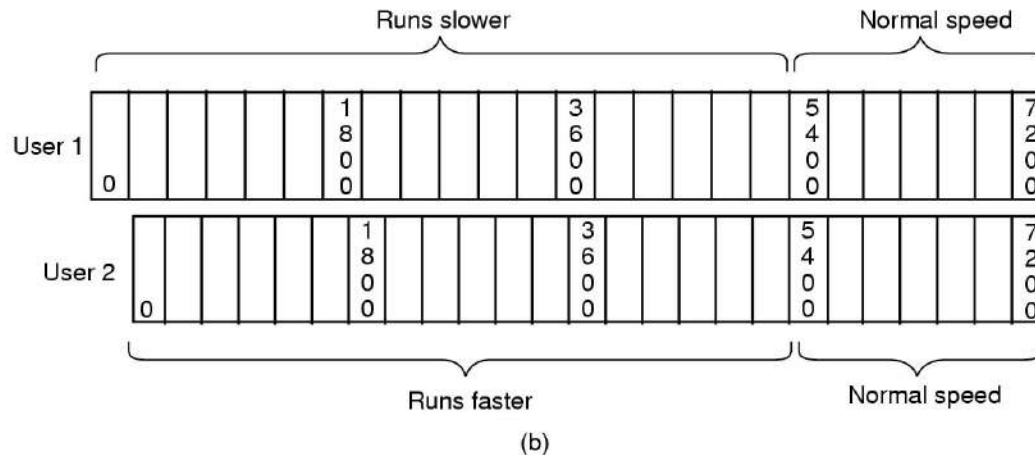 Runs slower Normal speed
User 1 0 1800 3600 5400 7200
User 2 0 1800 3600 5400 7200
Runs faster Normal speed
(b)